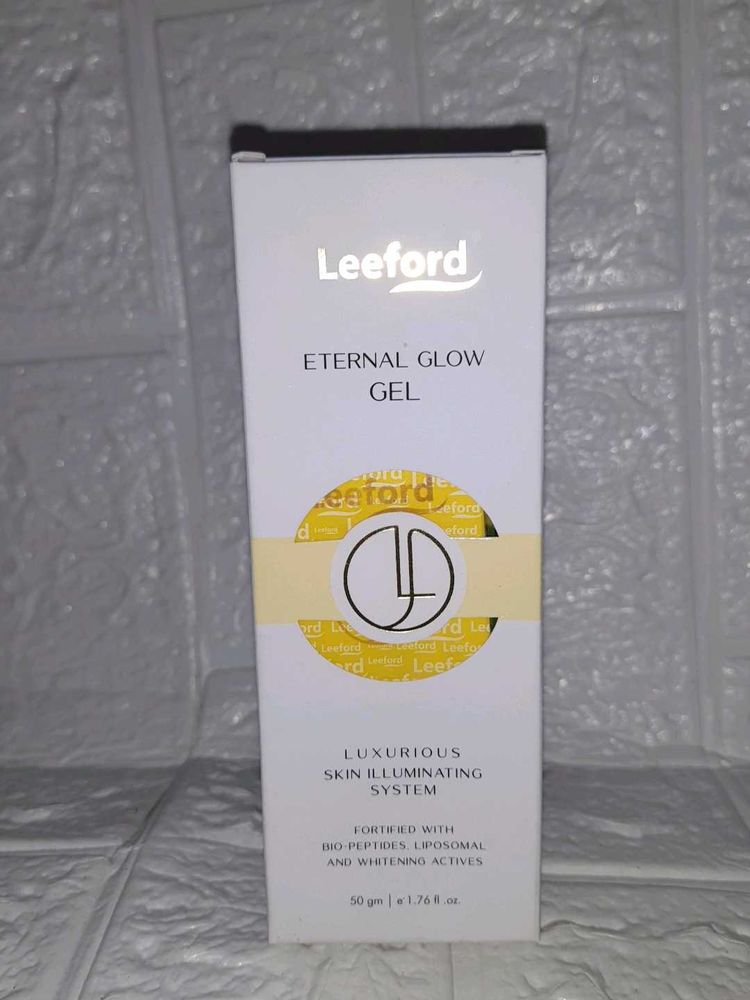 Leeford
ETERNAL GLOW
GEL
Leeford
LUXURIOUS
SKIN ILLUMINATING
SYSTEM
FORTIFIED WITH
BIO-PEPTIDES, LIPOSOMAL
AND WHITENING ACTIVES
50 gm | e 1.76 fl .oz.